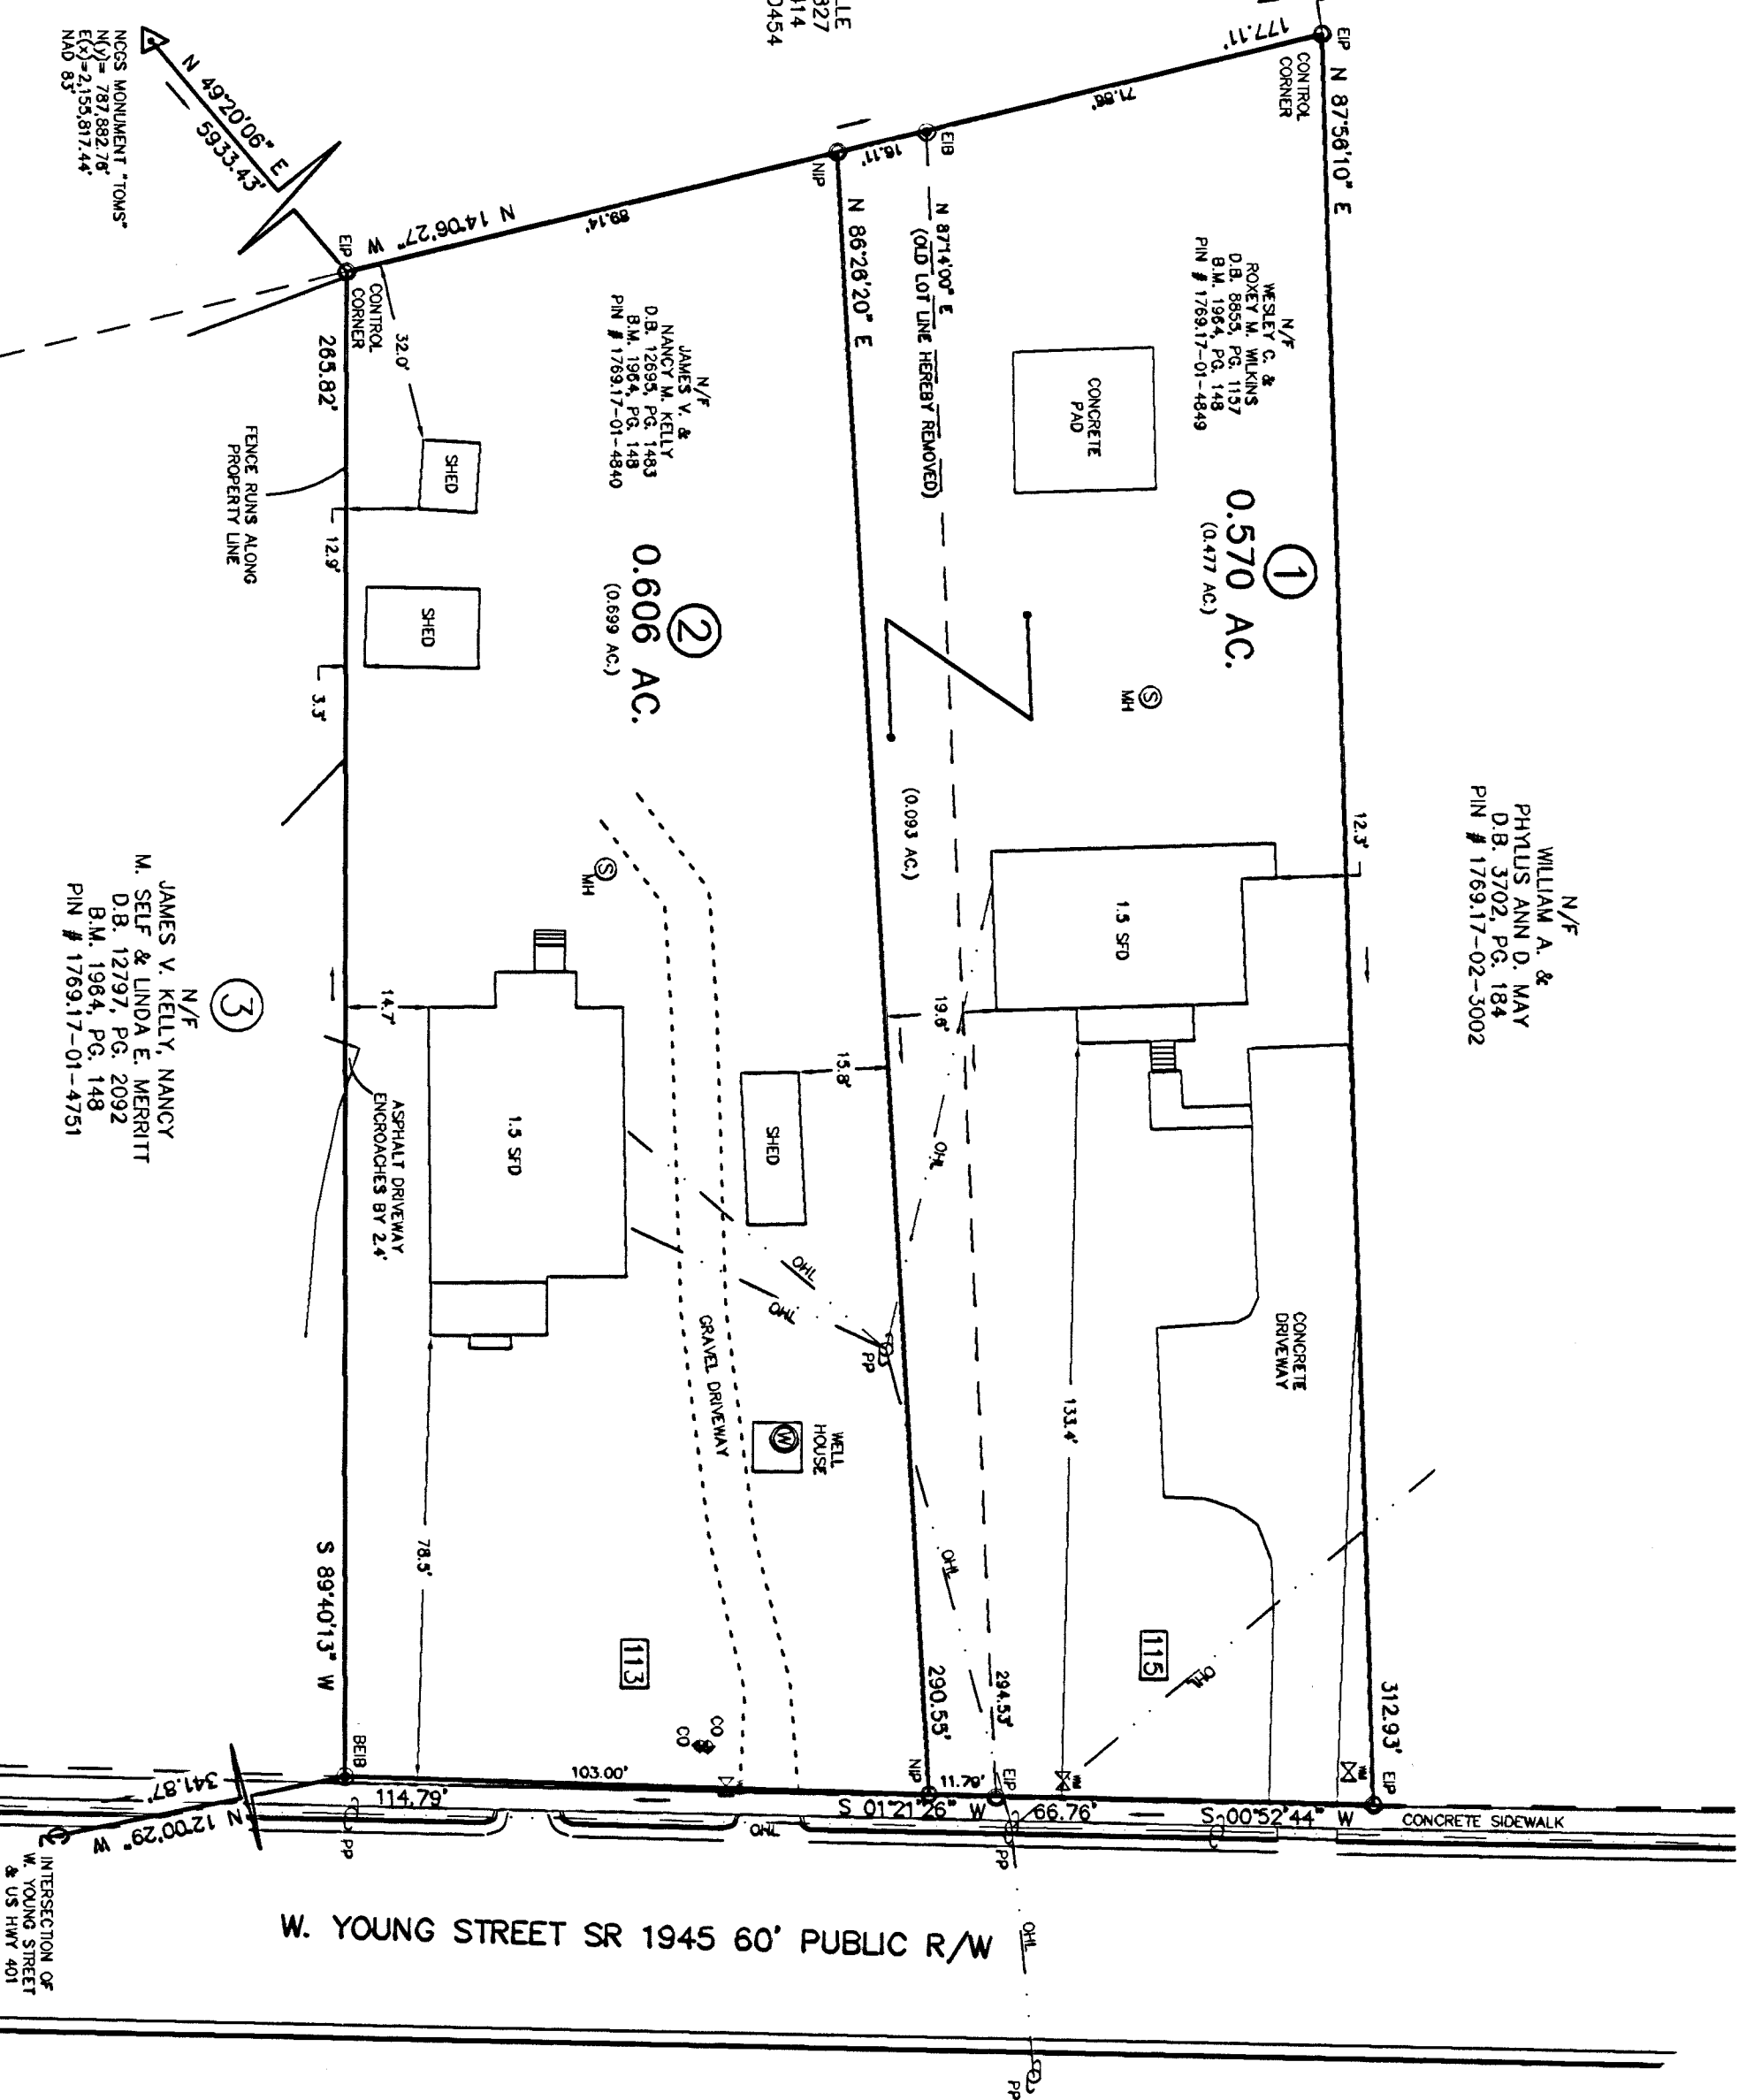 LLE
327
414
0454
177.11'
EIP
CONTROL
CORNER
N 87°56'10" E
71.86'
EIB
16.11'
NIP
89.14'
N 14°06'27" W
EIP
CONTROL
CORNER
N 49°20'06" E
5933.43'
NCGS MONUMENT "TOMS"
N(y)= 787,882.76'
E(x)=2,155,817.44'
NAD 83'
N/F
WESLEY C. &
ROXEY M. WILKINS
D.B. 8855, PG. 1157
B.M. 1964, PG. 148
PIN # 1769.17-01-4849
CONCRETE
PAD
1
0.570 AC.
(0.477 AC.)
S
MH
N 87°14'00" E
(OLD LOT LINE HEREBY REMOVED)
N 86°26'20" E
N/F
JAMES V. &
NANCY M. KELLY
D.B. 12695, PG. 1483
B.M. 1964, PG. 148
PIN # 1769.17-01-4840
2
0.606 AC.
(0.699 AC.)
32.0'
SHED
12.9'
SHED
3.3'
265.82'
FENCE RUNS ALONG
PROPERTY LINE
N/F
WILLIAM A. &
PHYLLIS ANN D. MAY
D.B. 3702, PG. 184
PIN # 1769.17-02-3002
12.3'
1.5 SFD
(0.093 AC.)
19.6'
15.8'
SHED
OHL
S
MH
14.7'
1.5 SFD
ASPHALT DRIVEWAY
ENCROACHES BY 2.4'
3
N/F
JAMES V. KELLY, NANCY
M. SELF & LINDA E. MERRITT
D.B. 12797, PG. 2092
B.M. 1964, PG. 148
PIN # 1769.17-01-4751
CONCRETE
DRIVEWAY
133.4'
OHL
OHL
PP
GRAVEL DRIVEWAY
WELL
HOUSE
W
78.5'
OHL
OHL
115
113
312.93'
294.53'
290.55'
S 89°40'13" W
CO
CO
EIP
WM
WM
EIP
NIP
11.79'
103.00'
BEIB
CONCRETE SIDEWALK
S 00°52'44" W
66.76'
S 01°21'26" W
114.79'
341.87'
N 12°00'29" W
PP
PP
OHL
INTERSECTION OF
W. YOUNG STREET
& US HWY 401
W. YOUNG STREET SR 1945 60' PUBLIC R/W
OHL
PP